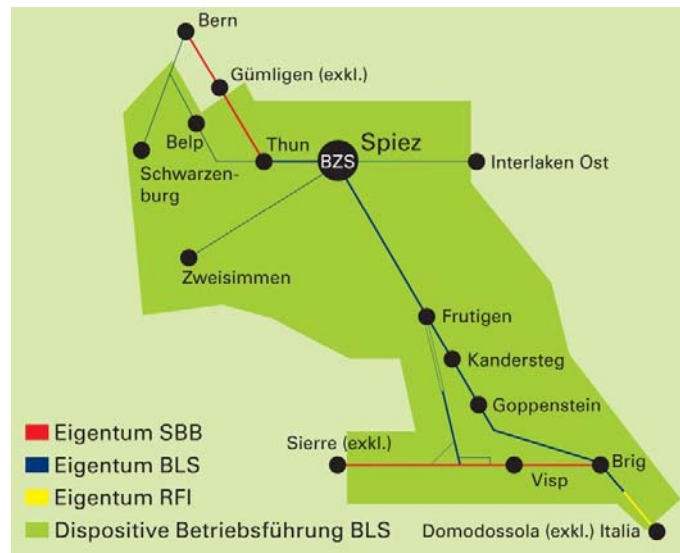 Bern
Gümligen (exkl.)
Belp
Thun
BZS
Spiez
Interlaken Ost
Schwarzen-
burg
Zweisimmen
Frutigen
Kandersteg
Goppenstein
Sierre (exkl.)
Visp
Brig
Domodossola (exkl.) Italia
Eigentum SBB
Eigentum BLS
Eigentum RFI
Dispositive Betriebsführung BLS